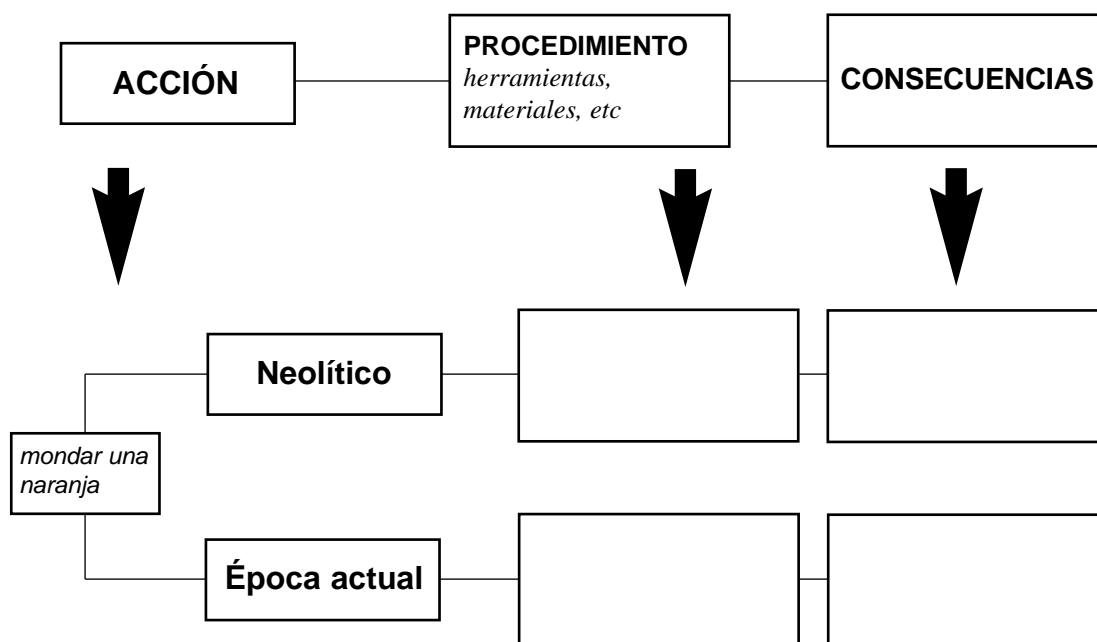 ACCIÓN
PROCEDIMIENTO
herramientas,
materiales, etc
CONSECUENCIAS
Neolítico
mondar una
naranja
Época actual